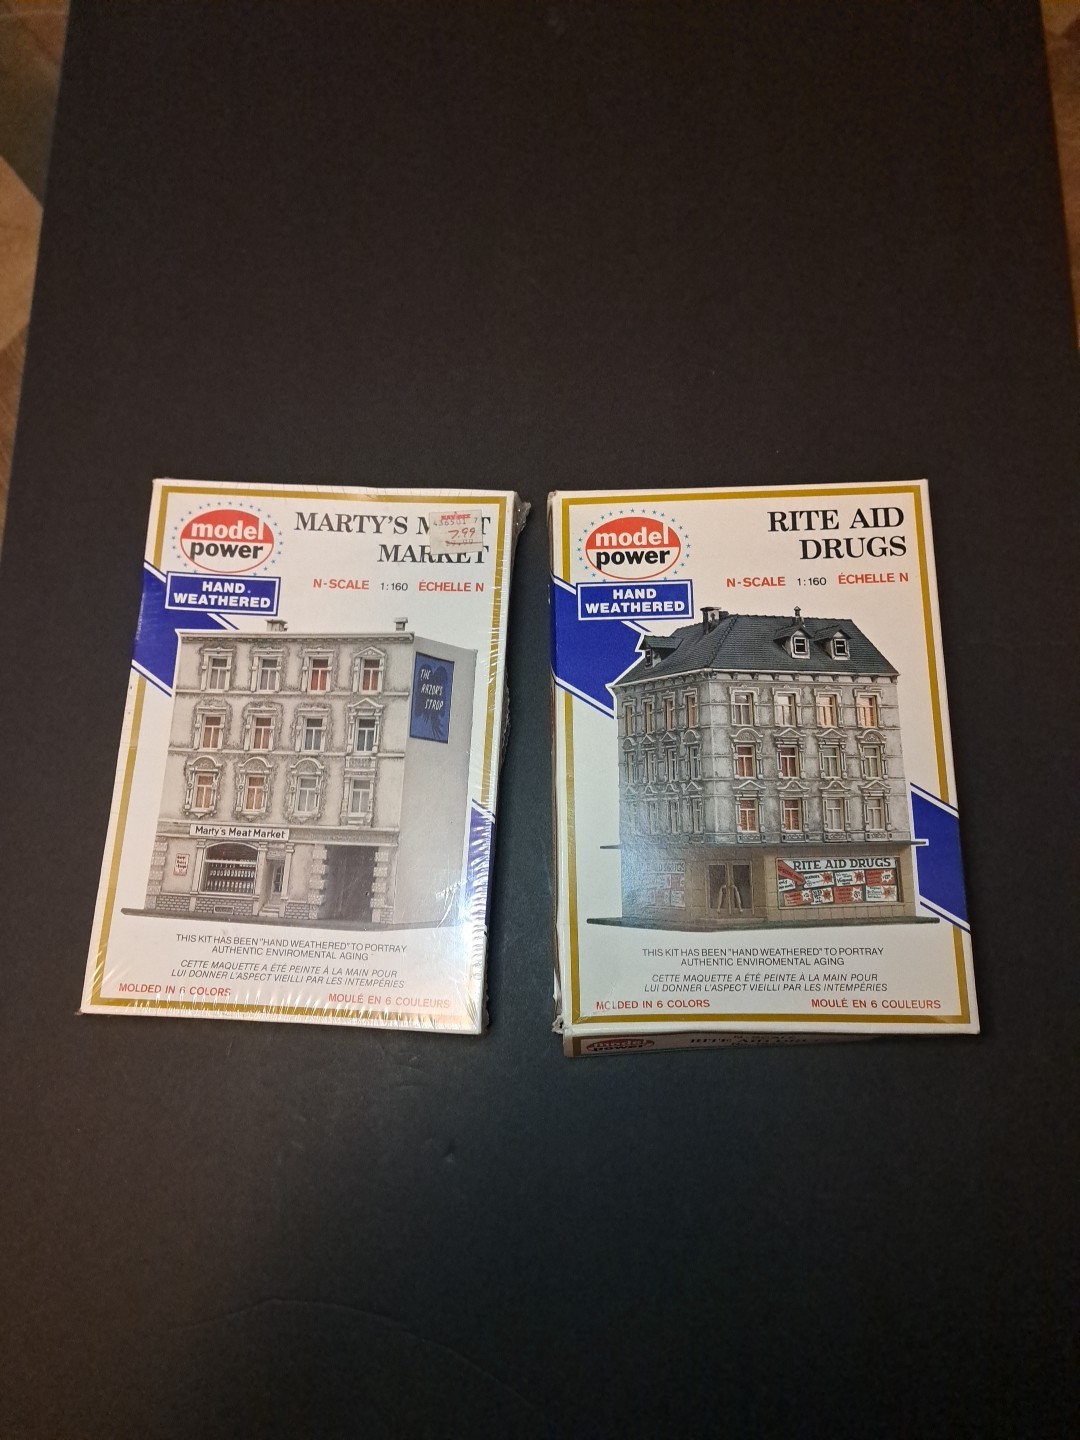 model
power
HAND
WEATHERED
MARTY'S
MARKET
7.99
N-SCALE 1:160 ÉCHELLE N
THE
RAZOR'S
STROP
Marty's Meat Market
THIS KIT HAS BEEN "HAND WEATHERED" TO PORTRAY
AUTHENTIC ENVIROMENTAL AGING
CETTE MAQUETTE A ÉTÉ PEINTE À LA MAIN POUR
LUI DONNER L'ASPECT VIEILLI PAR LES INTEMPÉRIES
MOLDED IN 6 COLORS MOULÉ EN 6 COULEURS
model
power
HAND
WEATHERED
RITE AID
DRUGS
N-SCALE 1:160 ÉCHELLE N
RITE AID DRUGS
THIS KIT HAS BEEN "HAND WEATHERED" TO PORTRAY
AUTHENTIC ENVIROMENTAL AGING
CETTE MAQUETTE A ÉTÉ PEINTE À LA MAIN POUR
LUI DONNER L'ASPECT VIEILLI PAR LES INTEMPÉRIES
MOLDED IN 6 COLORS MOULÉ EN 6 COULEURS
model
power
N-SCALE